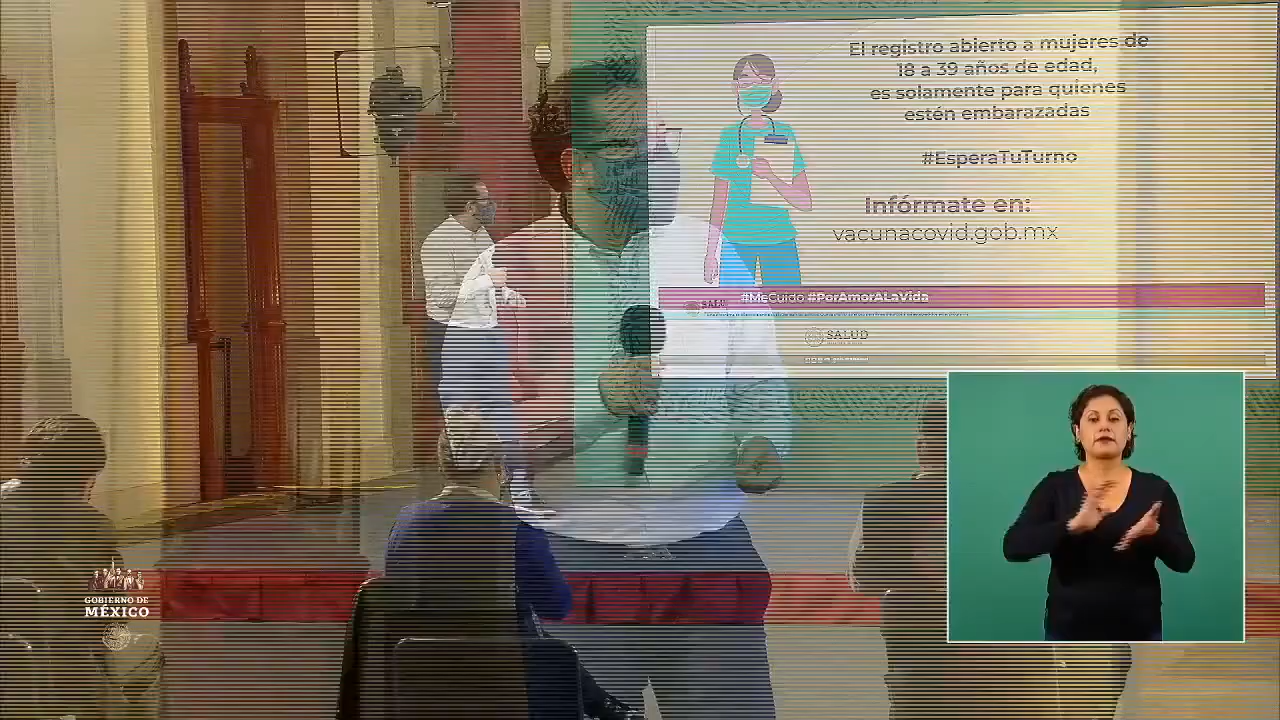 El registro abierto a mujeres de
18 a 39 años de edad,
es solamente para quienes
estén embarazadas
#EsperaTuTurno
Infórmate en:
vacunacovid.gob.mx
#MeCuido #PorAmorALaVida
SALUD
SALUD
GOBIERNO DE
MÉXICO